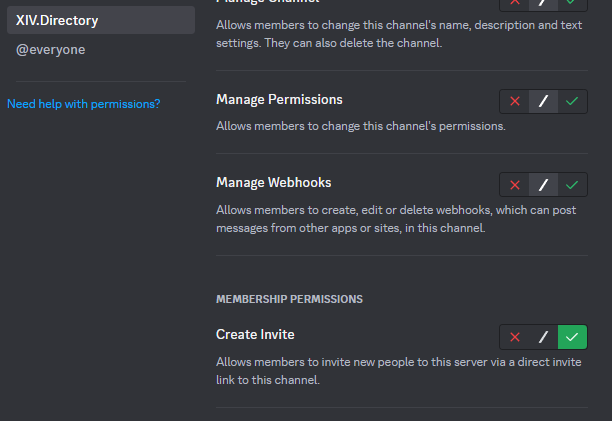 XIV.Directory
@everyone
Need help with permissions?
Manage Channel
Allows members to change this channel's name, description and text
settings. They can also delete the channel.
Manage Permissions
Allows members to change this channel's permissions.
Manage Webhooks
Allows members to create, edit or delete webhooks, which can post
messages from other apps or sites, in this channel.
MEMBERSHIP PERMISSIONS
Create Invite
Allows members to invite new people to this server via a direct invite
link to this channel.